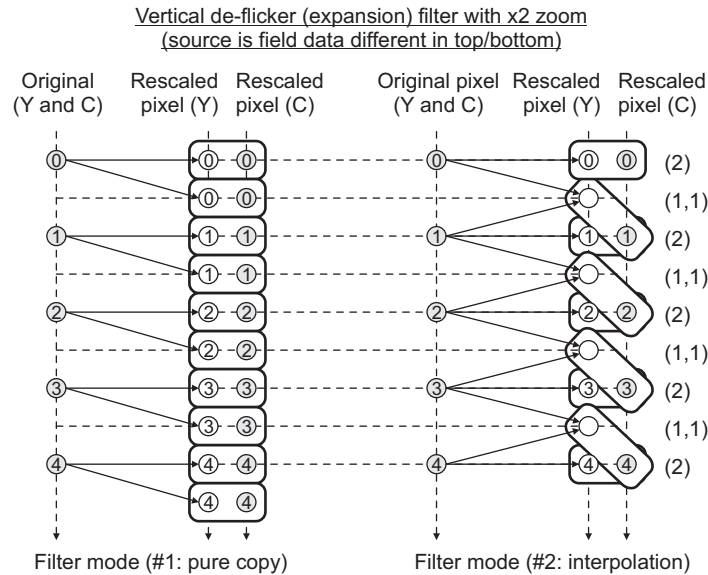 Vertical de-flicker (expansion) filter with x2 zoom
(source is field data different in top/bottom)
Original
(Y and C)
Rescaled
pixel (Y)
Rescaled
pixel (C)
Original pixel
(Y and C)
Rescaled
pixel (Y)
Rescaled
pixel (C)
0 0 0 0 0 0 (2)
0 0 (1,1)
1 1 1 1 1 1 (2)
1 1 (1,1)
2 2 2 2 2 2 (2)
2 2 (1,1)
3 3 3 3 3 3 (2)
3 3 (1,1)
4 4 4 4 4 4 (2)
4 4
Filter mode (#1: pure copy)
Filter mode (#2: interpolation)